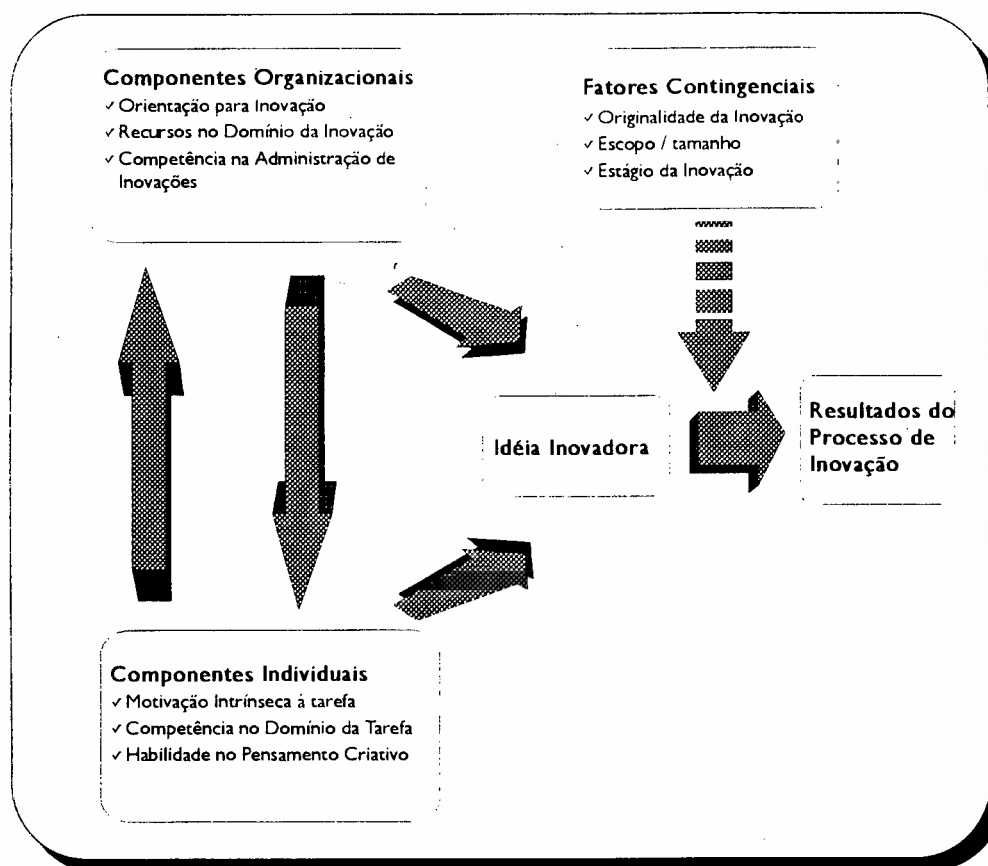 Componentes Organizacionais
✓ Orientação para Inovação
✓ Recursos no Domínio da Inovação
✓ Competência na Administração de
Inovações
Fatores Contingenciais
✓ Originalidade da Inovação
✓ Escopo / tamanho
✓ Estágio da Inovação
Idéia Inovadora
Resultados do
Processo de
Inovação
Componentes Individuais
✓ Motivação Intrínseca à tarefa
✓ Competência no Domínio da Tarefa
✓ Habilidade no Pensamento Criativo